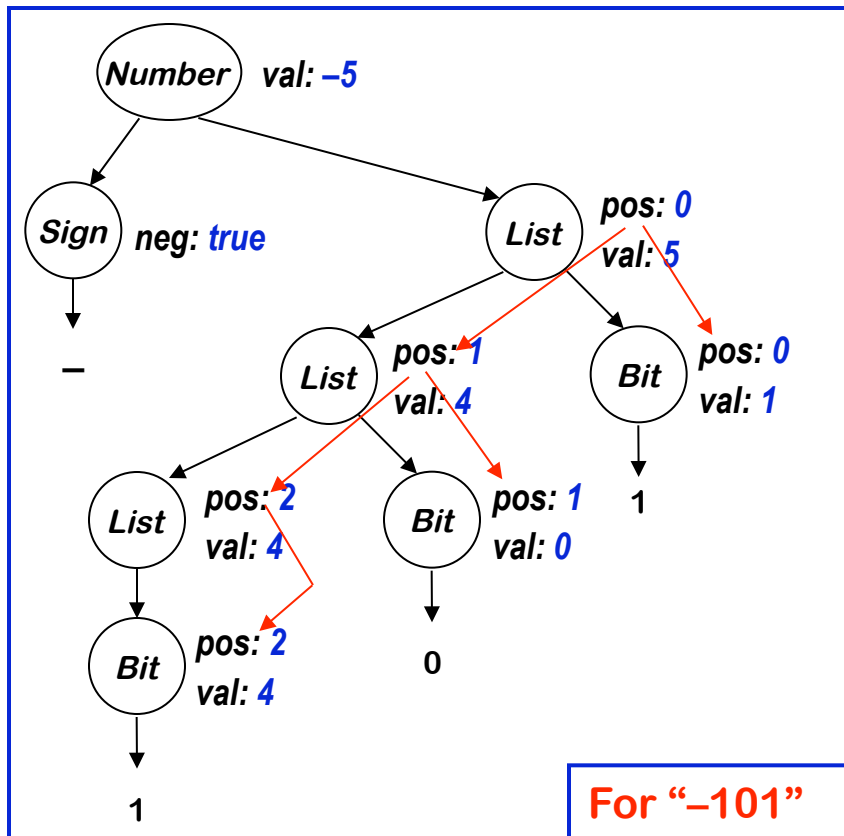 Number val: –5
Sign neg: true
List pos: 0
val: 5
–
List pos: 1
val: 4
Bit pos: 0
val: 1
List pos: 2
val: 4
Bit pos: 1
val: 0
1
Bit pos: 2
val: 4
0
1
For “–101”